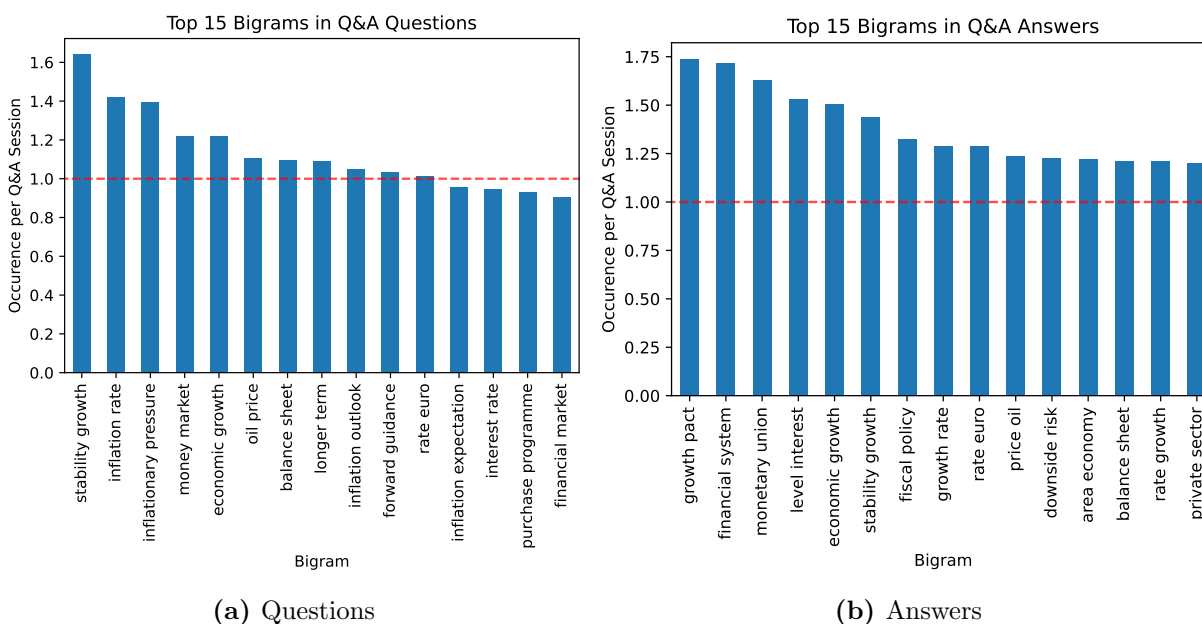 Top 15 Bigrams in Q&A Questions
Occurence per Q&A Session
1.6
1.4
1.2
1.0
0.8
0.6
0.4
0.2
0.0
stability growth
inflation rate
inflationary pressure
money market
economic growth
oil price
balance sheet
longer term
inflation outlook
forward guidance
rate euro
inflation expectation
interest rate
purchase programme
financial market
Bigram
(a) Questions
Top 15 Bigrams in Q&A Answers
Occurence per Q&A Session
1.75
1.50
1.25
1.00
0.75
0.50
0.25
0.00
growth pact
financial system
monetary union
level interest
economic growth
stability growth
fiscal policy
growth rate
rate euro
price oil
downside risk
area economy
balance sheet
rate growth
private sector
Bigram
(b) Answers